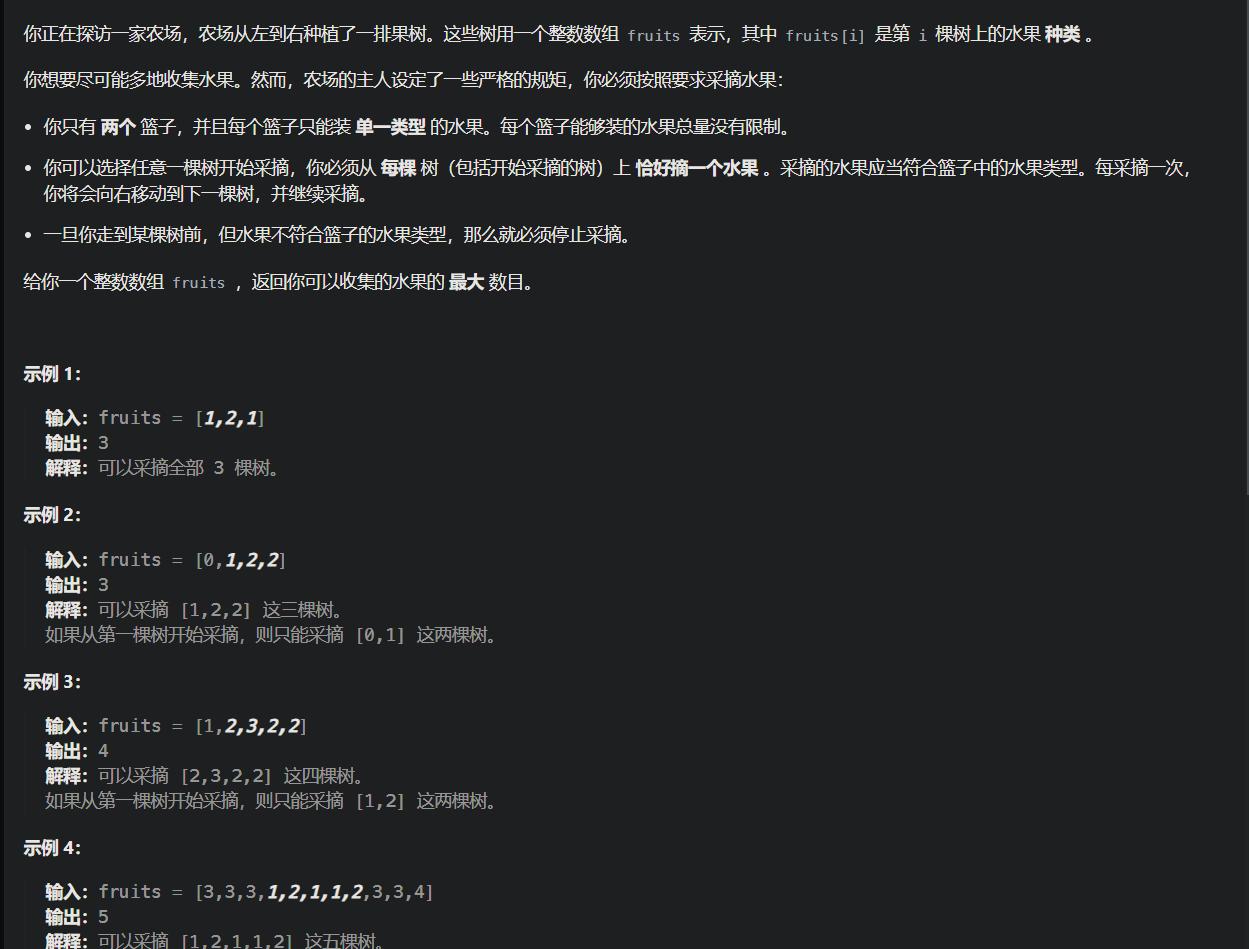 你正在探访一家农场，农场从左到右种植了一排果树。这些树用一个整数数组 fruits 表示，其中 fruits[i] 是第 i 棵树上的水果 种类 。
你想要尽可能多地收集水果。然而，农场的主人设定了一些严格的规矩，你必须按照要求采摘水果：
• 你只有 两个 篮子，并且每个篮子只能装 单一类型 的水果。每个篮子能够装的水果总量没有限制。
• 你可以选择任意一棵树开始采摘，你必须从 每棵 树（包括开始采摘的树）上 恰好摘一个水果 。采摘的水果应当符合篮子中的水果类型。每采摘一次，
你将会向右移动到下一棵树，并继续采摘。
• 一旦你走到某棵树前，但水果不符合篮子的水果类型，那么就必须停止采摘。
给你一个整数数组 fruits ，返回你可以收集的水果的 最大 数目。
示例 1：
输入：fruits = [1,2,1]
输出：3
解释：可以采摘全部 3 棵树。
示例 2：
输入：fruits = [0,1,2,2]
输出：3
解释：可以采摘 [1,2,2] 这三棵树。
如果从第一棵树开始采摘，则只能采摘 [0,1] 这两棵树。
示例 3：
输入：fruits = [1,2,3,2,2]
输出：4
解释：可以采摘 [2,3,2,2] 这四棵树。
如果从第一棵树开始采摘，则只能采摘 [1,2] 这两棵树。
示例 4：
输入：fruits = [3,3,3,1,2,1,1,2,3,3,4]
输出：5
解释：可以采摘 [1,2,1,1,2] 这五棵树。